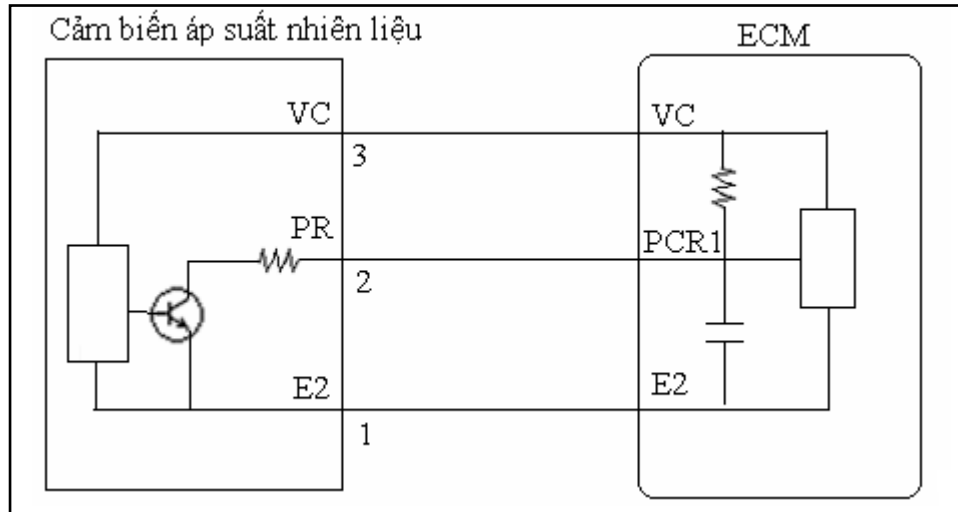 Cảm biến áp suất nhiên liệu
ECM
VC
VC
3
PR
PCR1
2
E2
E2
1